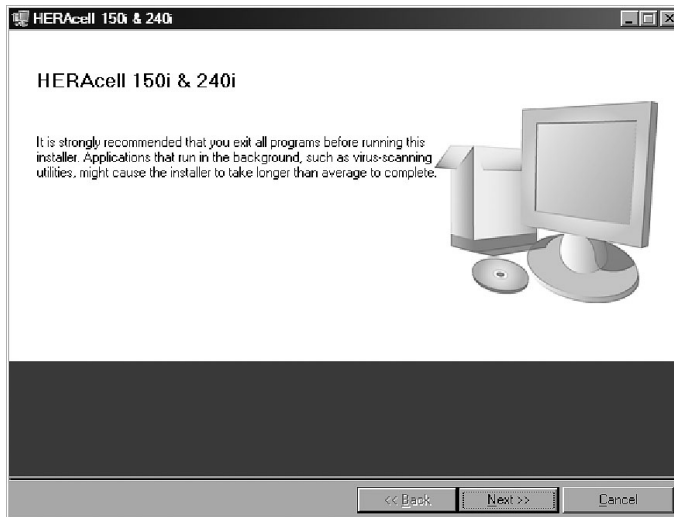 HERAcell 150i & 240i
HERAcell 150i & 240i
It is strongly recommended that you exit all programs before running this
installer. Applications that run in the background, such as virus-scanning
utilities, might cause the installer to take longer than average to complete.
<< Back
Next >>
Cancel